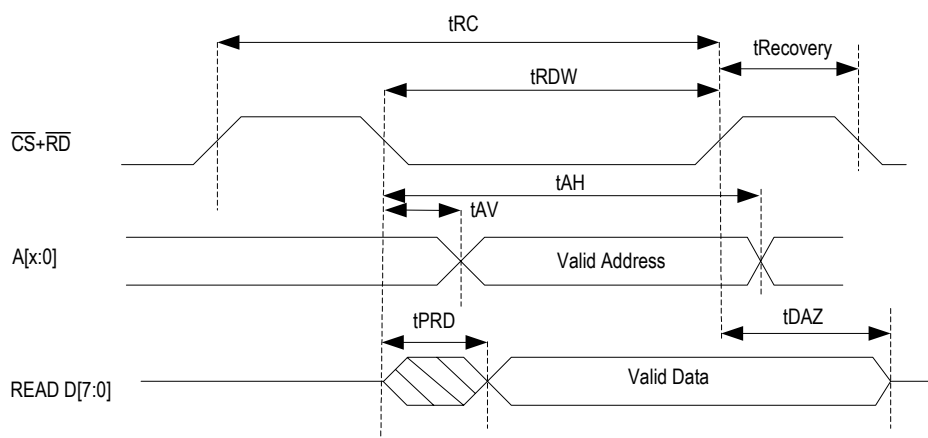 tRC
tRecovery
tRDW
CS+RD
tAH
tAV
A[x:0]
Valid Address
tDAZ
tPRD
Valid Data
READ D[7:0]